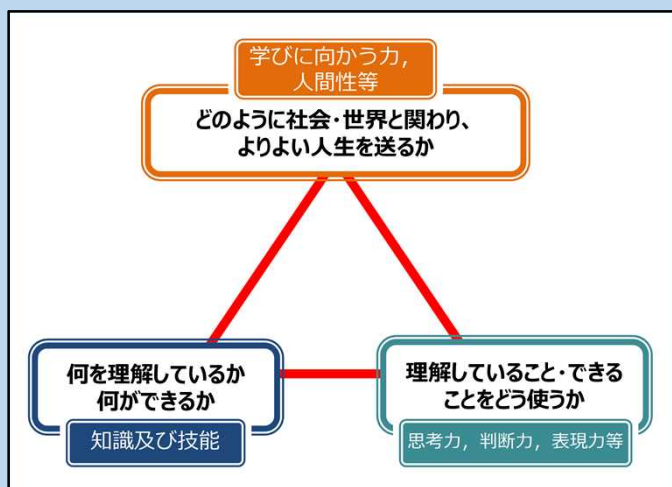 学びに向かう力，
人間性等
どのように社会・世界と関わり、
よりよい人生を送るか
何を理解しているか
何ができるか
知識及び技能
理解していること・できる
ことをどう使うか
思考力，判断力，表現力等